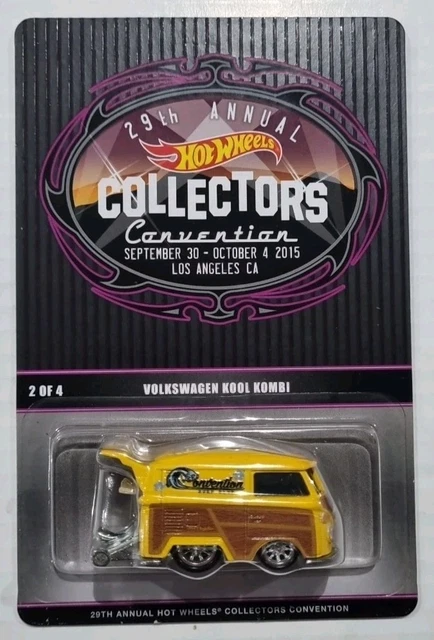 29th ANNUAL
Hot Wheels
COLLECTORS
Convention
SEPTEMBER 30 - OCTOBER 4 2015
LOS ANGELES CA
2 OF 4
VOLKSWAGEN KOOL KOMBI
Convention
29TH ANNUAL HOT WHEELS® COLLECTORS CONVENTION